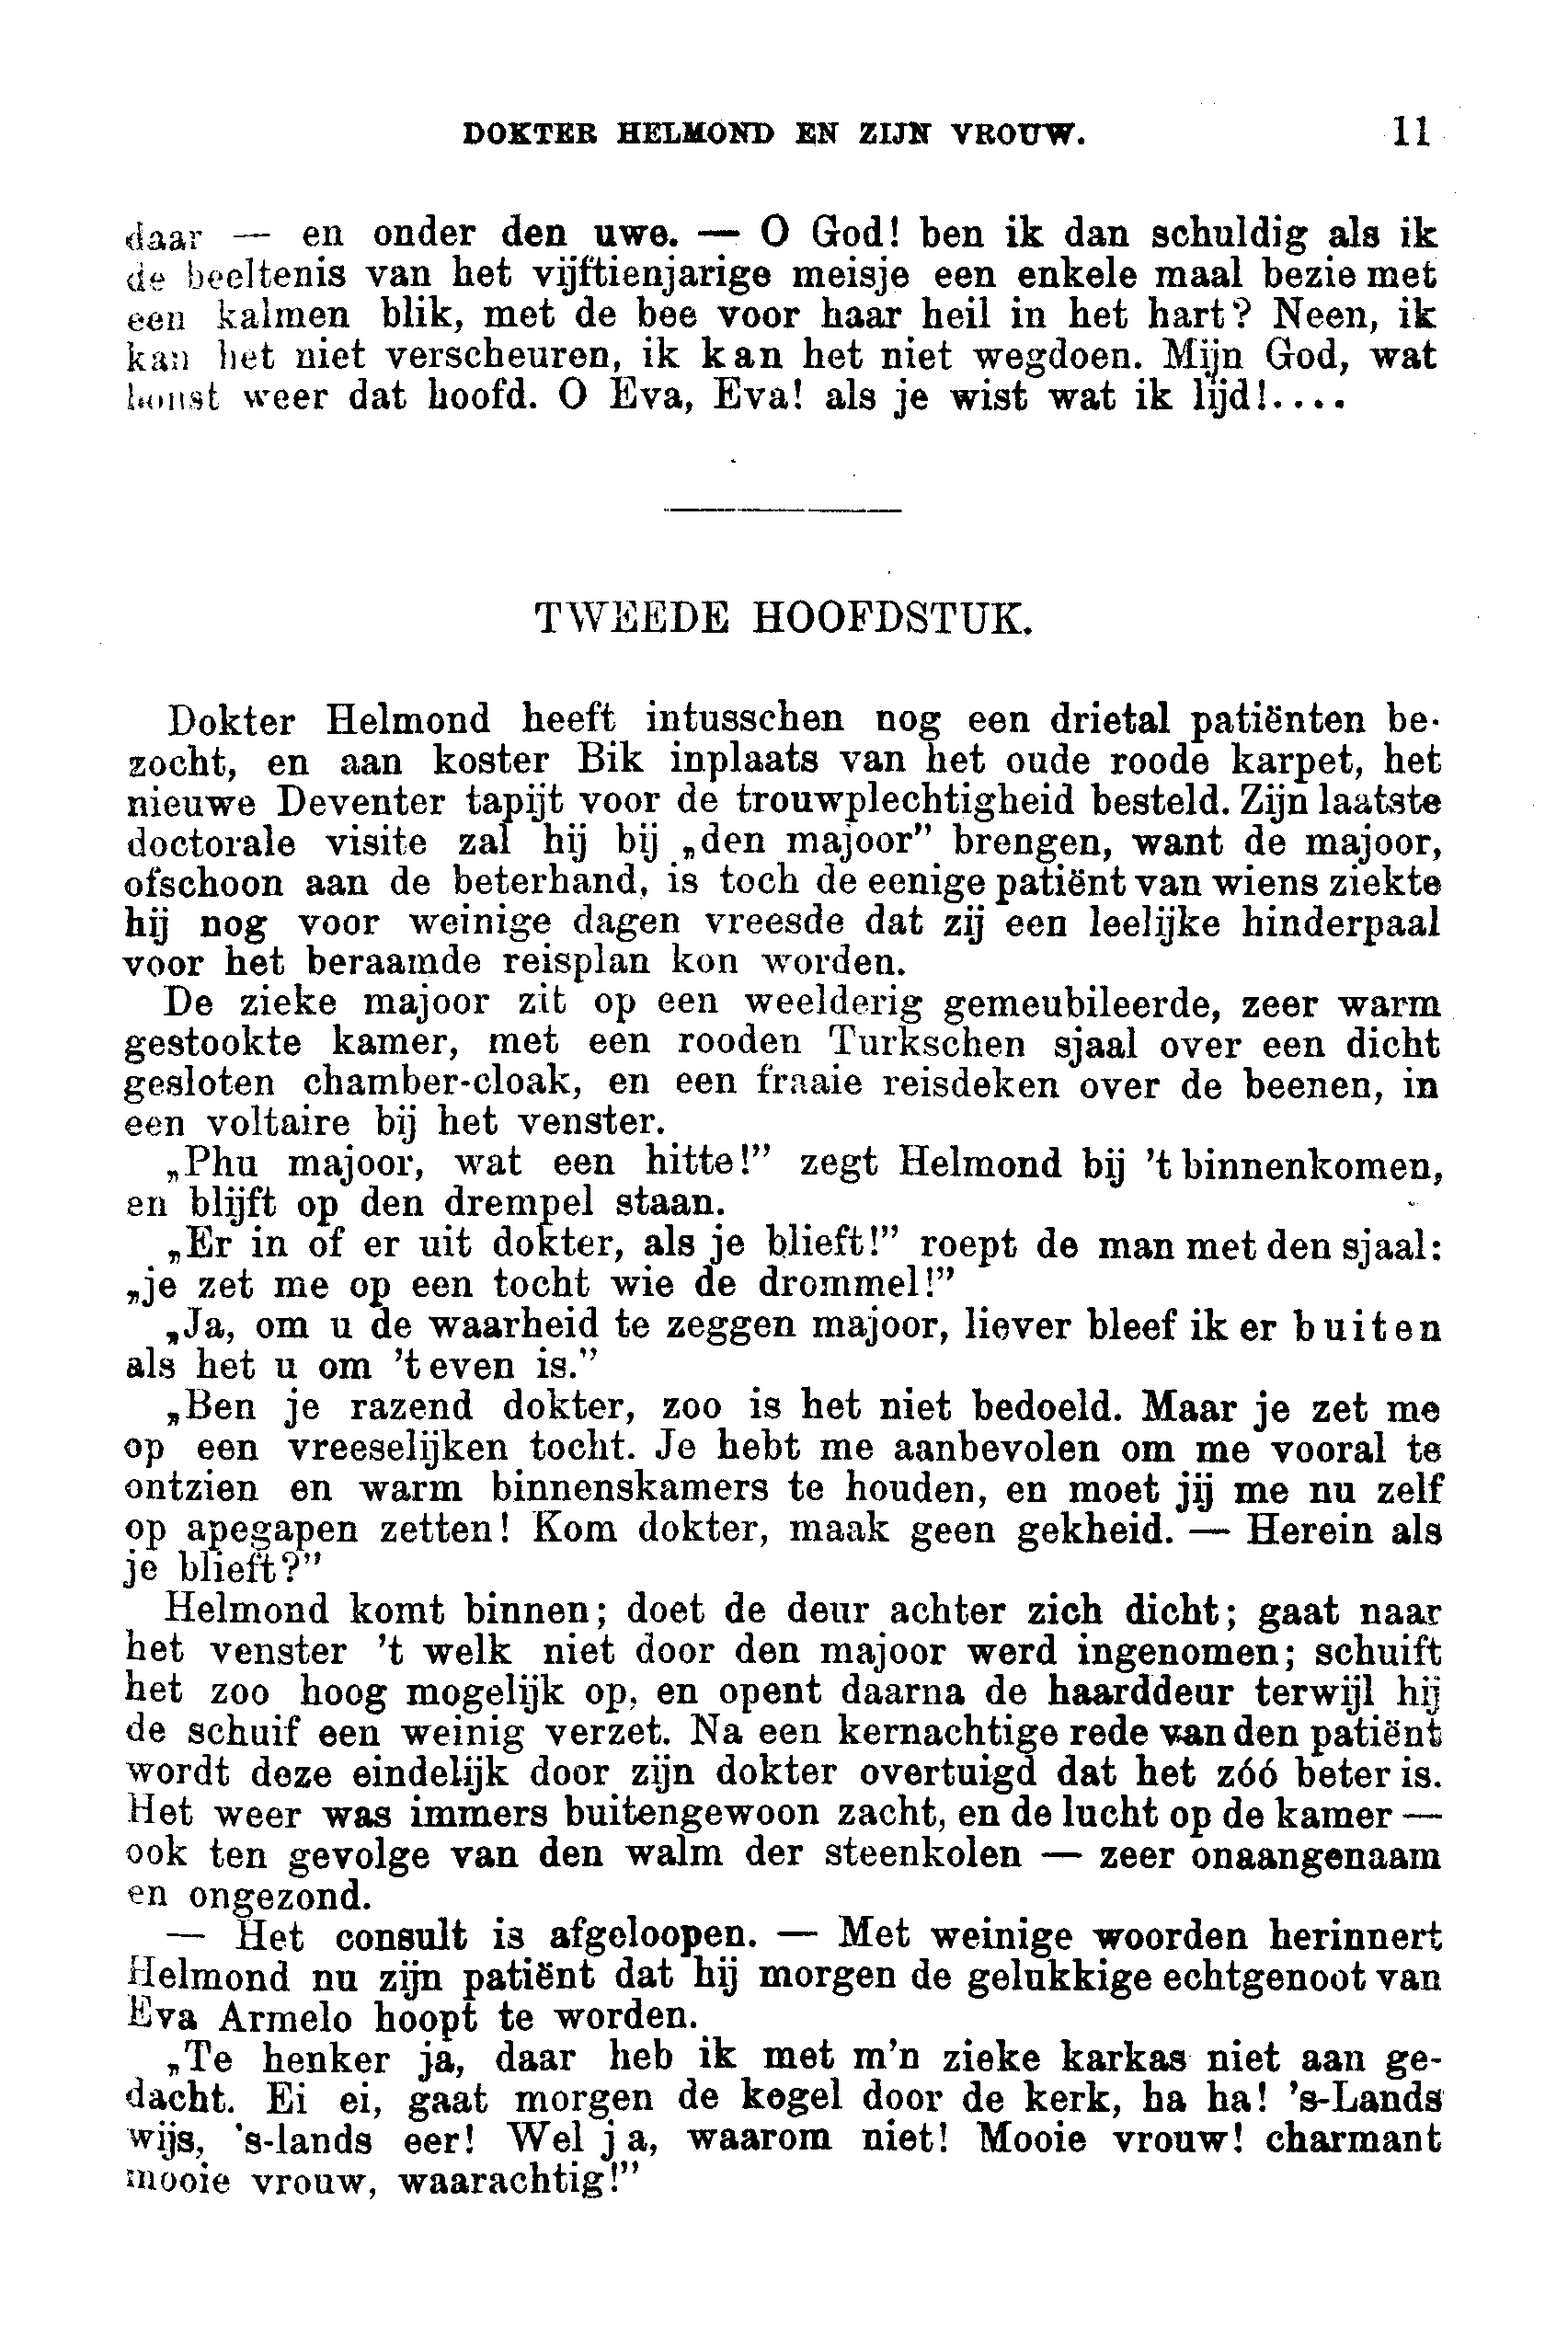 DOKTER HELMOND EN ZIJN VROUW. 11
daar — en onder den uwe. — O God! ben ik dan schuldig als ik
de beeltenis van het vijftienjarige meisje een enkele maal bezie met
een kalmen blik, met de bee voor haar heil in het hart? Neen, ik
kan het niet verscheuren, ik kan het niet wegdoen. Mijn God, wat
bonst weer dat hoofd. O Eva, Eva! als je wist wat ik lijd!....
TWEEDE HOOFDSTUK.
Dokter Helmond heeft intusschen nog een drietal patiënten be-
zocht, en aan koster Bik inplaats van het oude roode karpet, het
nieuwe Deventer tapijt voor de trouwplechtigheid besteld. Zijn laatste
doctorale visite zal hij bij „den majoor” brengen, want de majoor,
ofschoon aan de beterhand, is toch de eenige patiënt van wiens ziekte
hij nog voor weinige dagen vreesde dat zij een leelijke hinderpaal
voor het beraamde reisplan kon worden.
De zieke majoor zit op een weelderig gemeubileerde, zeer warm
gestookte kamer, met een rooden Turkschen sjaal over een dicht
gesloten chamber-cloak, en een fraaie reisdeken over de beenen, in
een voltaire bij het venster.
„Phu majoor, wat een hitte!” zegt Helmond bij 't binnenkomen,
en blijft op den drempel staan.
„Er in of er uit dokter, als je blieft!” roept de man met den sjaal:
„je zet me op een tocht wie de drommel!”
„Ja, om u de waarheid te zeggen majoor, liever bleef ik er buiten
als het u om 't even is.”
„Ben je razend dokter, zoo is het niet bedoeld. Maar je zet me
op een vreeselijken tocht. Je hebt me aanbevolen om me vooral te
ontzien en warm binnenskamers te houden, en moet jij me nu zelf
op apegapen zetten! Kom dokter, maak geen gekheid. — Herein als
je blieft?”
Helmond komt binnen; doet de deur achter zich dicht; gaat naar
het venster 't welk niet door den majoor werd ingenomen; schuift
het zoo hoog mogelijk op, en opent daarna de haarddeur terwijl hij
de schuif een weinig verzet. Na een kernachtige rede van den patiënt
wordt deze eindelijk door zijn dokter overtuigd dat het zóó beter is.
Het weer was immers buitengewoon zacht, en de lucht op de kamer —
ook ten gevolge van den walm der steenkolen — zeer onaangenaam
en ongezond.
— Het consult is afgeloopen. — Met weinige woorden herinnert
Helmond nu zijn patiënt dat hij morgen de gelukkige echtgenoot van
Eva Armelo hoopt te worden.
„Te henker ja, daar heb ik met m'n zieke karkas niet aan ge-
dacht. Ei ei, gaat morgen de kogel door de kerk, ha ha! 's-Lands
wijs, 's-lands eer! Wel ja, waarom niet! Mooie vrouw! charmant
mooie vrouw, waarachtig!”